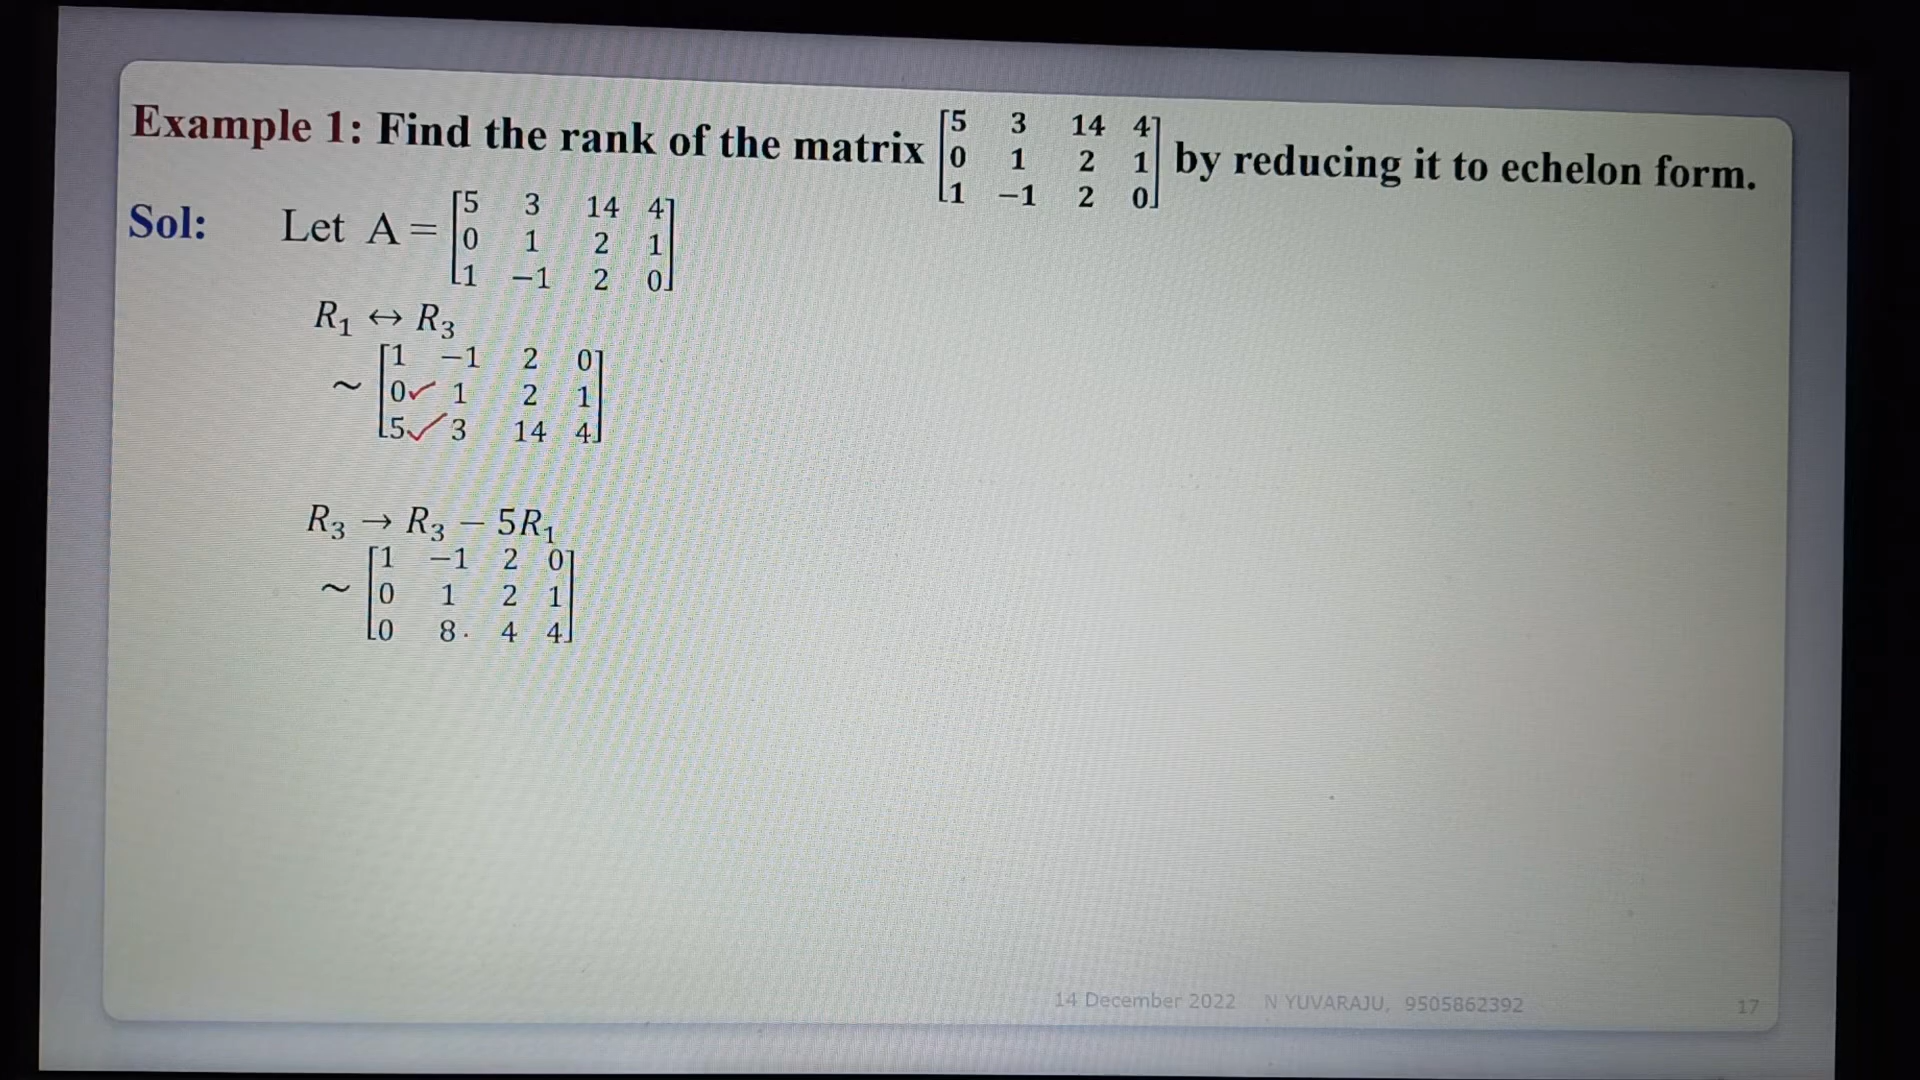 Example 1: Find the rank of the matrix [5 3 14 4
0 1 2 1
1 −1 2 0] by reducing it to echelon form.
Sol: Let A = [5 3 14 4
0 1 2 1
1 −1 2 0]
R₁ ↔ R₃
~ [1 −1 2 0
0 1 2 1
5 3 14 4]
R₃ → R₃ − 5R₁
~ [1 −1 2 0
0 1 2 1
0 8 4 4]
14 December 2022 N YUVARAJU, 9505862392 17